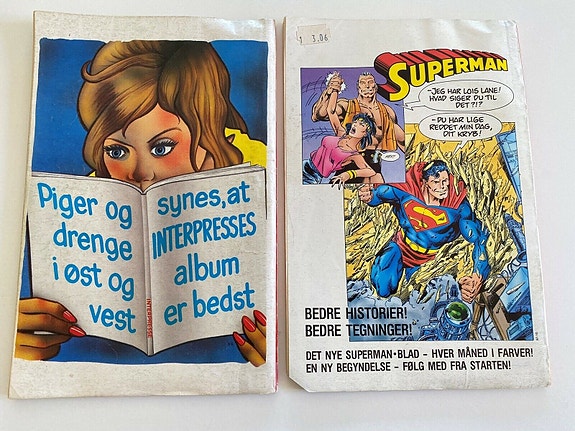 Piger og
drenge
i øst og
vest
synes, at
INTERPRESSES
album
er bedst
INTERPRESSE
3.06
SUPERMAN
-JEG HAR LOIS LANE!
HVAD SIGER DU TIL
DET?!?
-DU HAR LIGE
REDDET MIN DAG,
DIT KRYB!
BEDRE HISTORIER!
BEDRE TEGNINGER!
DET NYE SUPERMAN•BLAD - HVER MÅNED I FARVER!
EN NY BEGYNDELSE - FØLG MED FRA STARTEN!